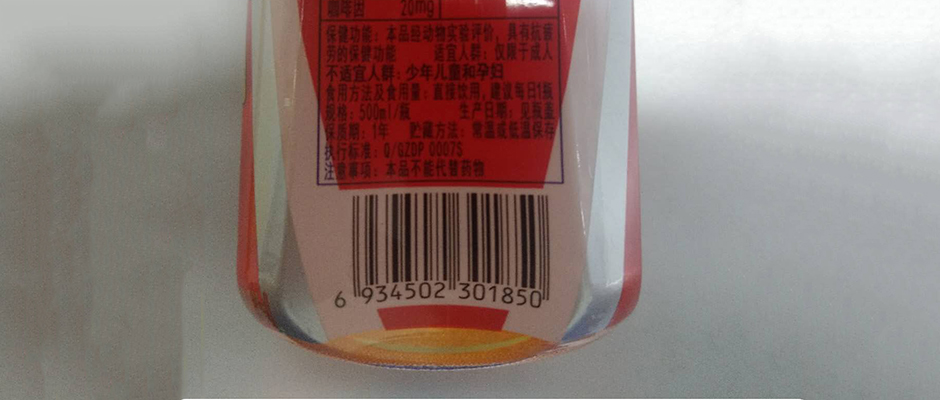 咖啡因 20mg
保健功能：本品经动物实验评价，具有抗疲
劳的保健功能 适宜人群：仅限于成人
不适宜人群：少年儿童和孕妇
食用方法及食用量：直接饮用，建议每日1瓶
规格：500ml/瓶 生产日期：见瓶盖
保质期：1年 贮藏方法：常温或低温保存
执行标准：Q/GZDP 0007S
注意事项：本品不能代替药物
6 934502 301850